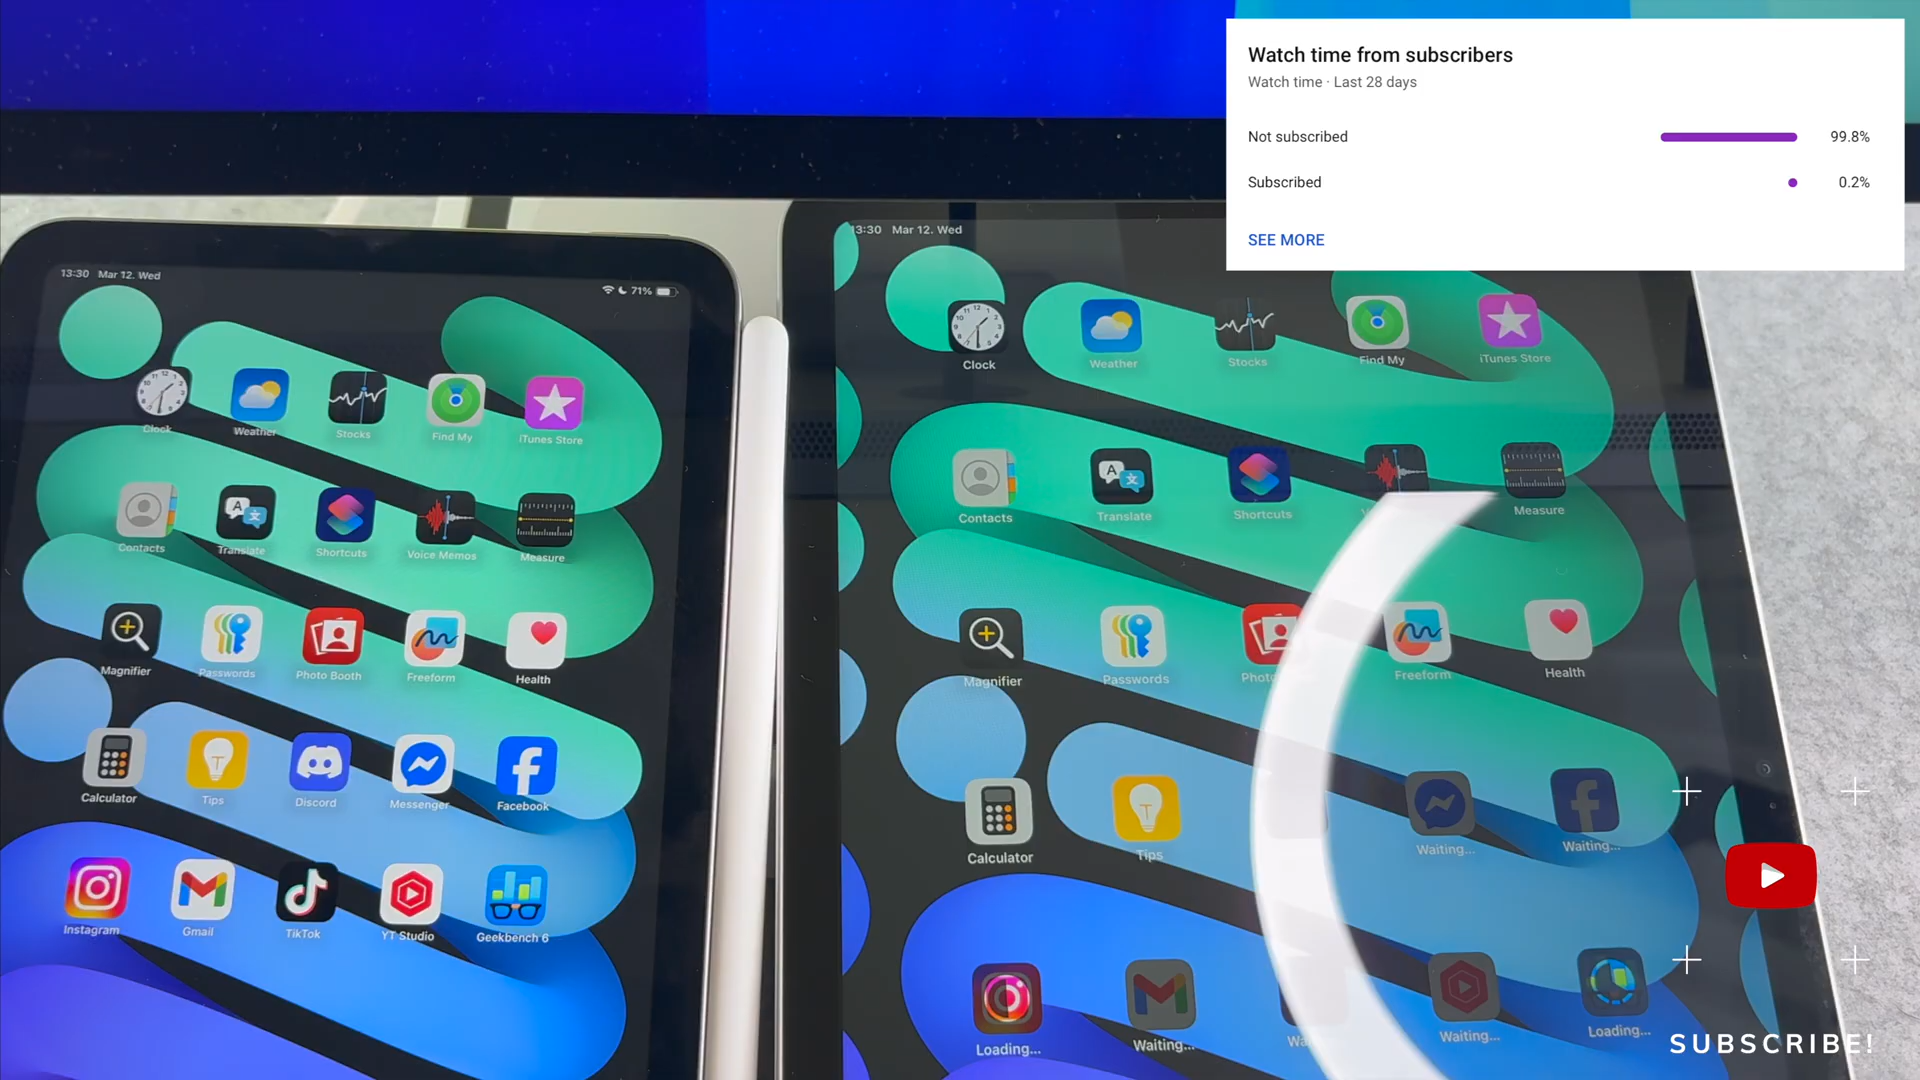 Watch time from subscribers
Watch time · Last 28 days
Not subscribed 99.8%
Subscribed 0.2%
SEE MORE
13:30 Mar 12. Wed
71%
Clock Weather Stocks Find My iTunes Store
Contacts Translate Shortcuts Voice Memos Measure
Magnifier Passwords Photo Booth Freeform Health
Calculator Tips Discord Messenger Facebook
Instagram Gmail TikTok YT Studio Geekbench 6
13:30 Mar 12. Wed
Clock Weather Stocks Find My iTunes Store
Contacts Translate Shortcuts Measure
Magnifier Passwords Freeform Health
Calculator Tips Waiting... Waiting...
Loading... Waiting... Waiting... Loading...
SUBSCRIBE!